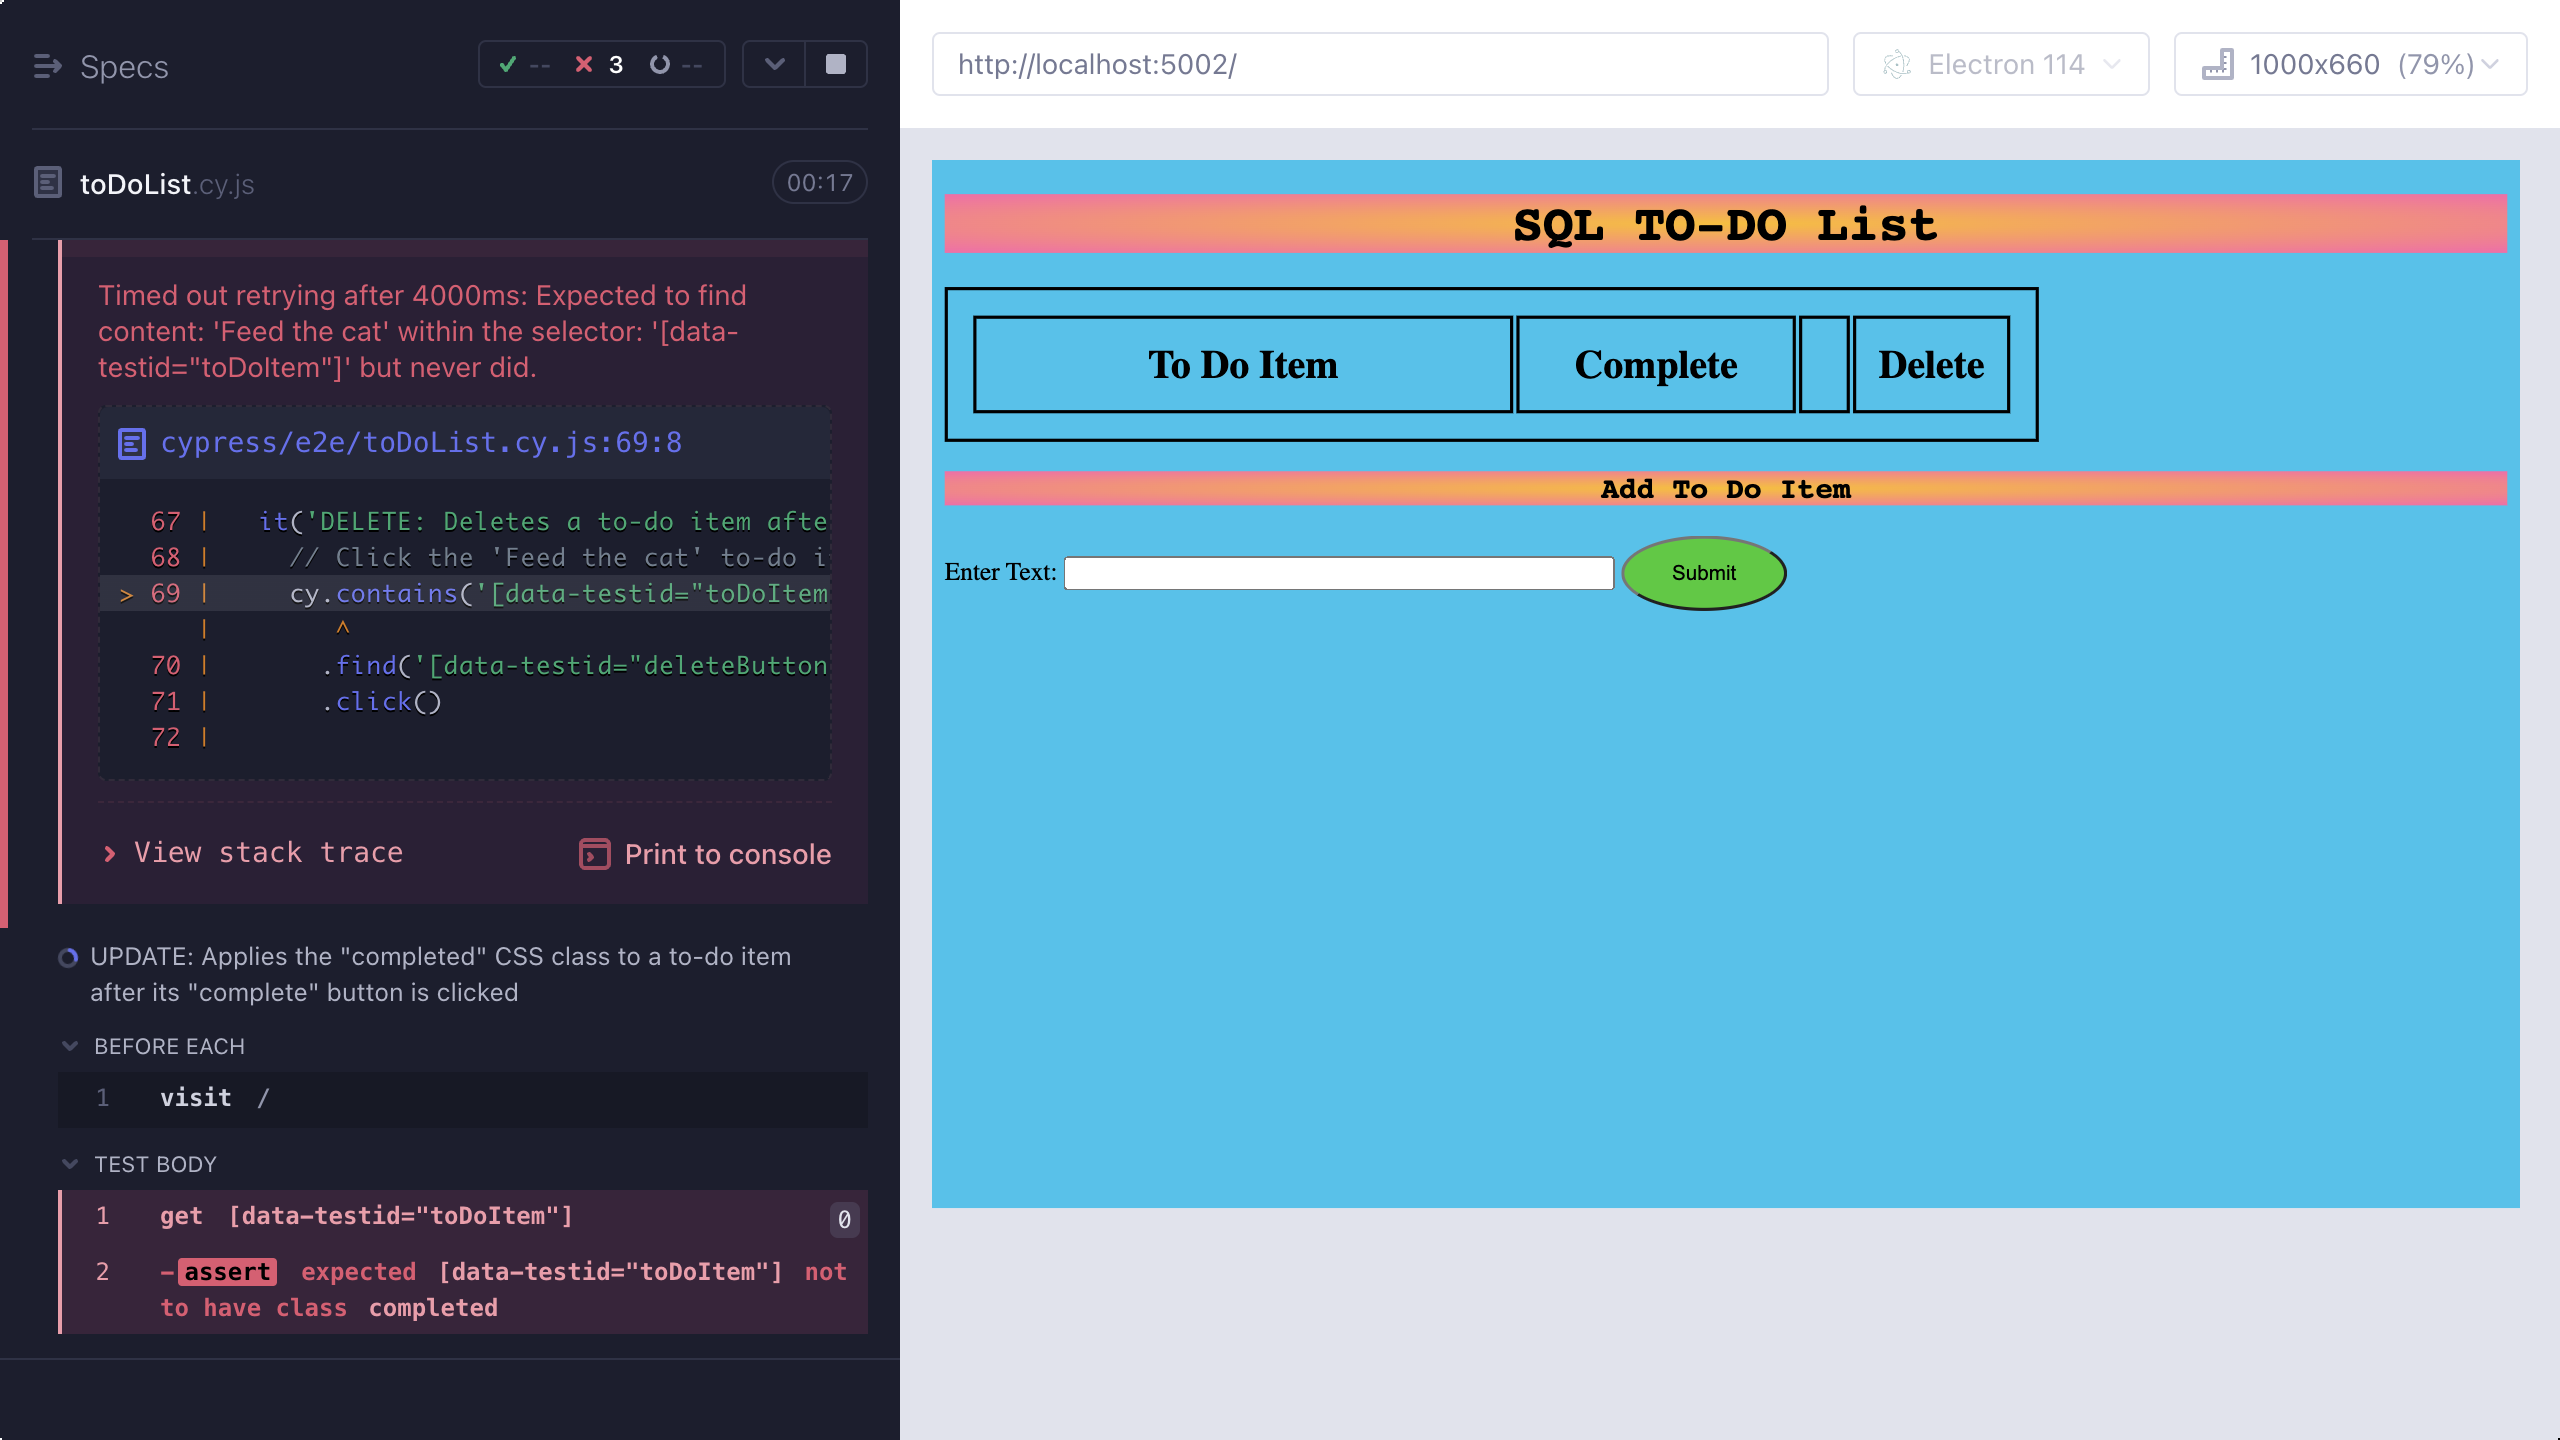 Specs
-- 3 --
toDoList.cy.js
00:17
Timed out retrying after 4000ms: Expected to find
content: 'Feed the cat' within the selector: '[data-
testid="toDoItem"]' but never did.
cypress/e2e/toDoList.cy.js:69:8
67 | it('DELETE: Deletes a to-do item afte
68 | // Click the 'Feed the cat' to-do i
> 69 | cy.contains('[data-testid="toDoItem
| ^
70 | .find('[data-testid="deleteButton
71 | .click()
72 |
View stack trace
Print to console
UPDATE: Applies the "completed" CSS class to a to-do item
after its "complete" button is clicked
BEFORE EACH
1 visit /
TEST BODY
1 get [data-testid="toDoItem"] 0
2 -assert expected [data-testid="toDoItem"] not
to have class completed
http://localhost:5002/
Electron 114
1000x660 (79%)
SQL TO-DO List
To Do Item Complete Delete
Add To Do Item
Enter Text: Submit